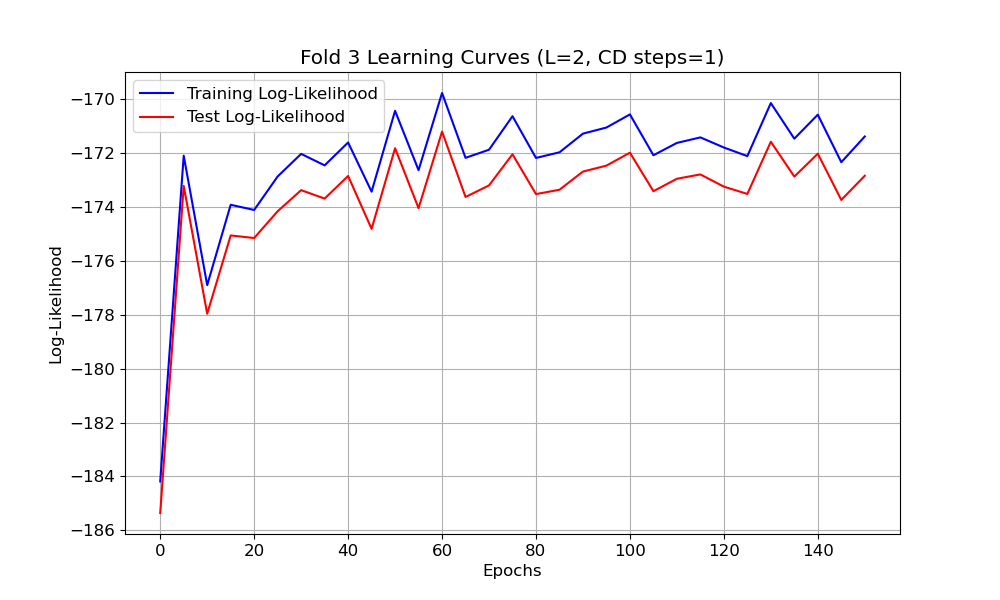 Fold 3 Learning Curves (L=2, CD steps=1)
Training Log-Likelihood
Test Log-Likelihood
Log-Likelihood
−170
−172
−174
−176
−178
−180
−182
−184
−186
0 20 40 60 80 100 120 140
Epochs